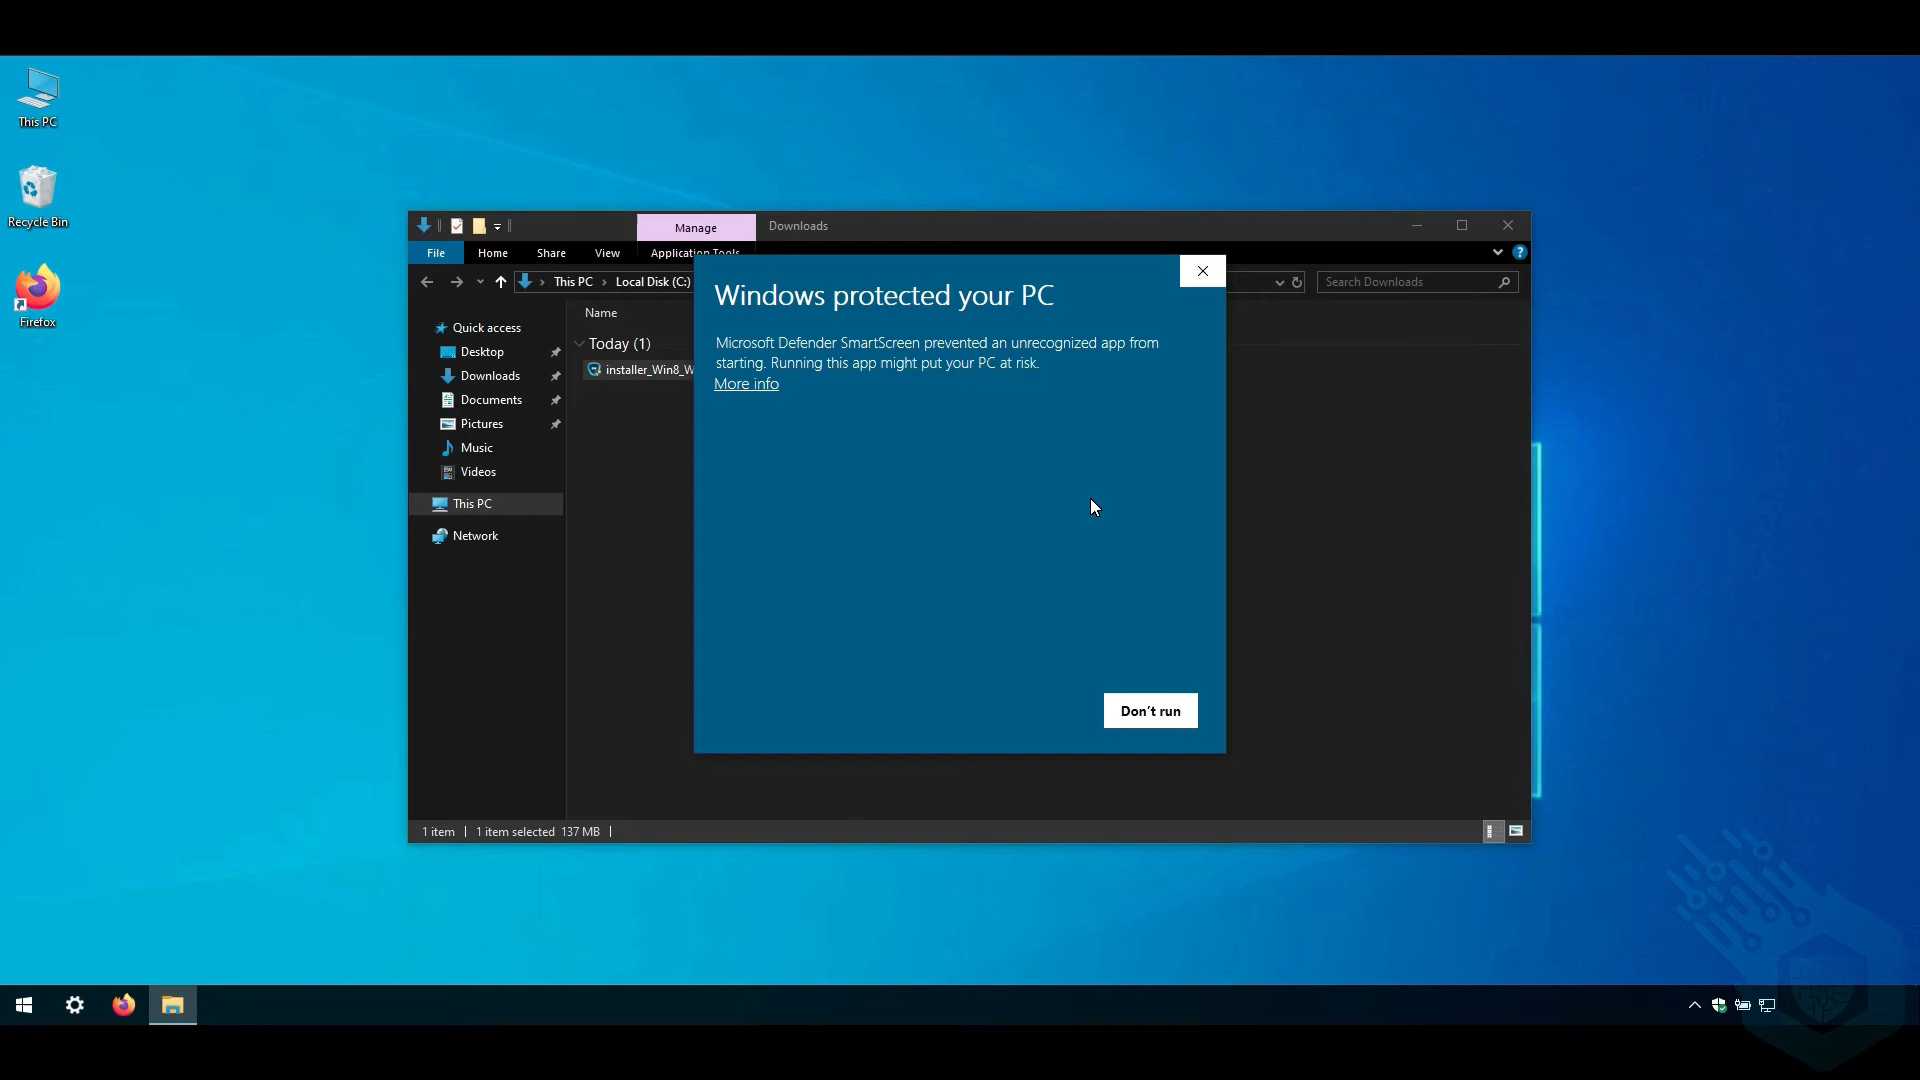 This PC
Recycle Bin
Firefox
Manage
Downloads
File
Home
Share
View
Application Tools
This PC
Local Disk (C:)
Search Downloads
Quick access
Desktop
Downloads
Documents
Pictures
Music
Videos
This PC
Network
Name
Today (1)
installer_Win8_W
Windows protected your PC
Microsoft Defender SmartScreen prevented an unrecognized app from
starting. Running this app might put your PC at risk.
More info
Don't run
1 item
1 item selected 137 MB